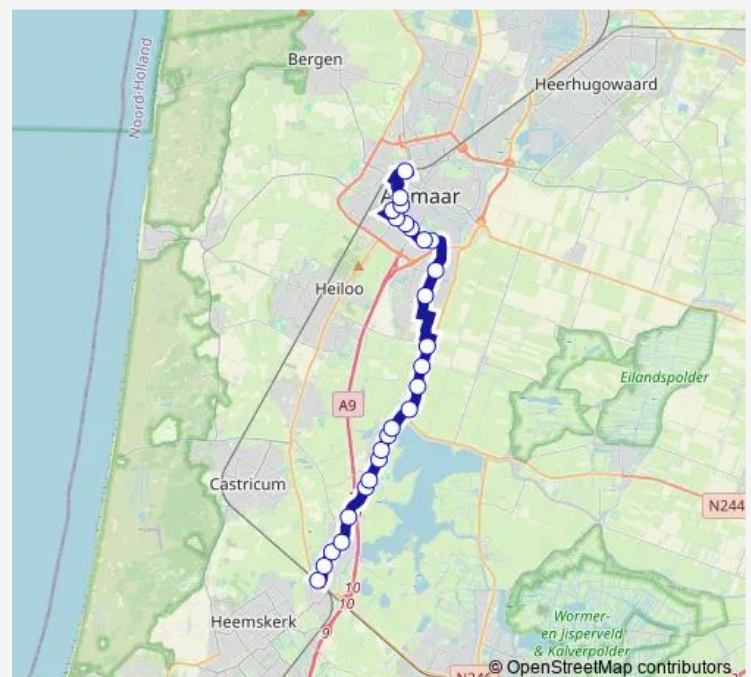 Bergen
Noord-Holland
Heerhugowaard
Alkmaar
Heiloo
Eilandspolder
A9
Castricum
N244
10
10
Heemskerk
9
Wormer-
en Jisperveld
& Kalverpolder
© OpenStreetMap contributors